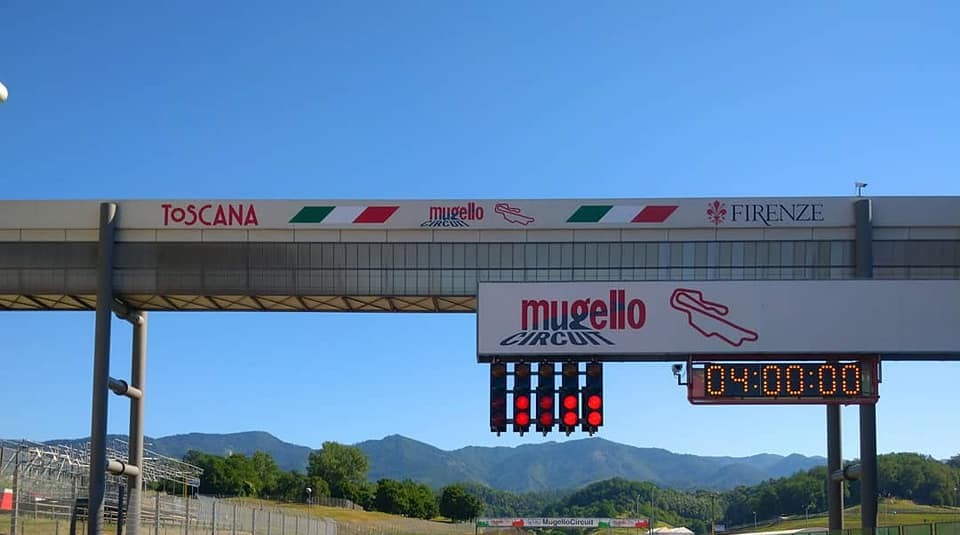 TOSCANA
mugello
CIRCUIT
FIRENZE
mugello
CIRCUIT
04:00:00
MugelloCircuit